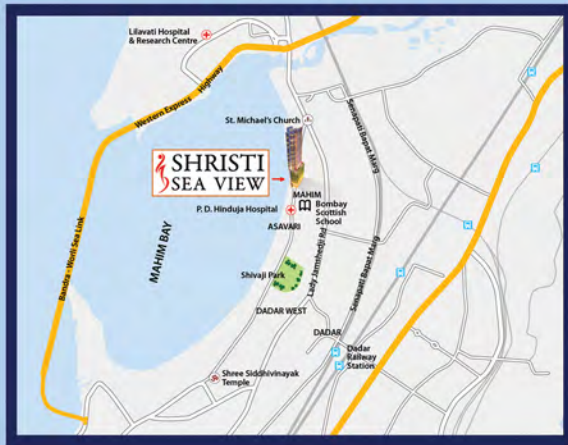 Lilavati Hospital
& Research Centre
Western Express Highway
St. Michael's Church
Senapati Bapat Marg
SHRISTI
SEA VIEW
MAHIM
P. D. Hinduja Hospital
Bombay
Scottish
School
ASAVARI
Lady Jamshedji Rd
MAHIM BAY
Bandra - Worli Sea Link
Shivaji Park
Senapati Bapat Marg
DADAR WEST
DADAR
Dadar
Railway
Station
Shree Siddhivinayak
Temple